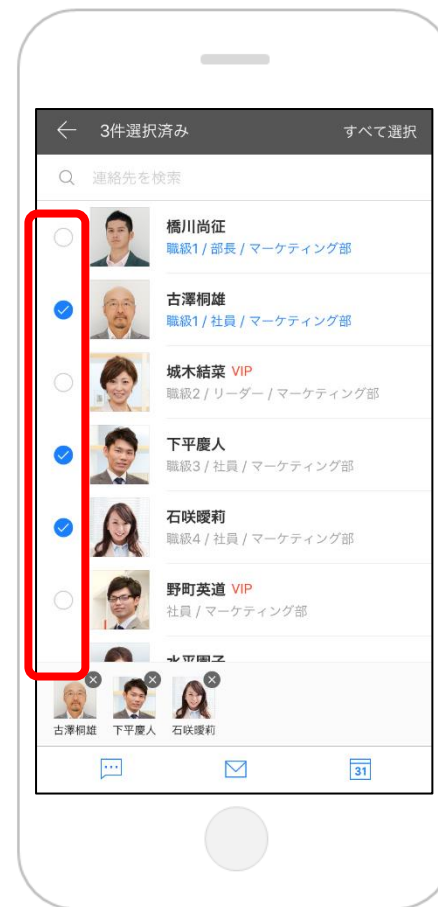 3件選択済み すべて選択
連絡先を検索
橋川尚征
職級1 / 部長 / マーケティング部
古澤桐雄
職級1 / 社員 / マーケティング部
城木結菜 VIP
職級2 / リーダー / マーケティング部
下平慶人
職級3 / 社員 / マーケティング部
石咲曖莉
職級4 / 社員 / マーケティング部
野町英道 VIP
社員 / マーケティング部
古澤桐雄 下平慶人 石咲曖莉
31